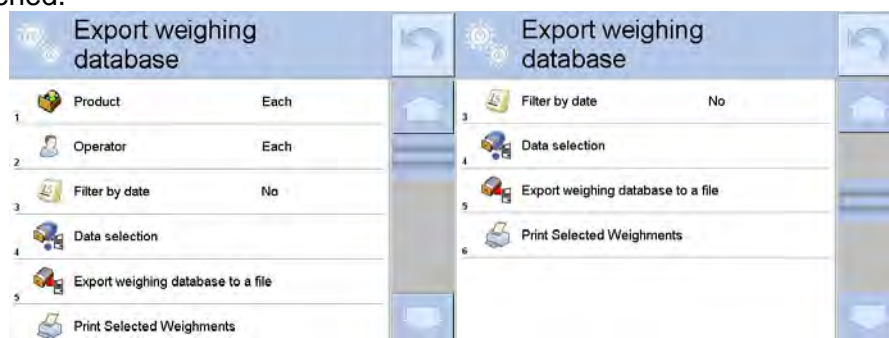 Export weighing
database
1 Product Each
2 Operator Each
3 Filter by date No
4 Data selection
5 Export weighing database to a file
Print Selected Weighments
Export weighing
database
3 Filter by date No
4 Data selection
5 Export weighing database to a file
6 Print Selected Weighments